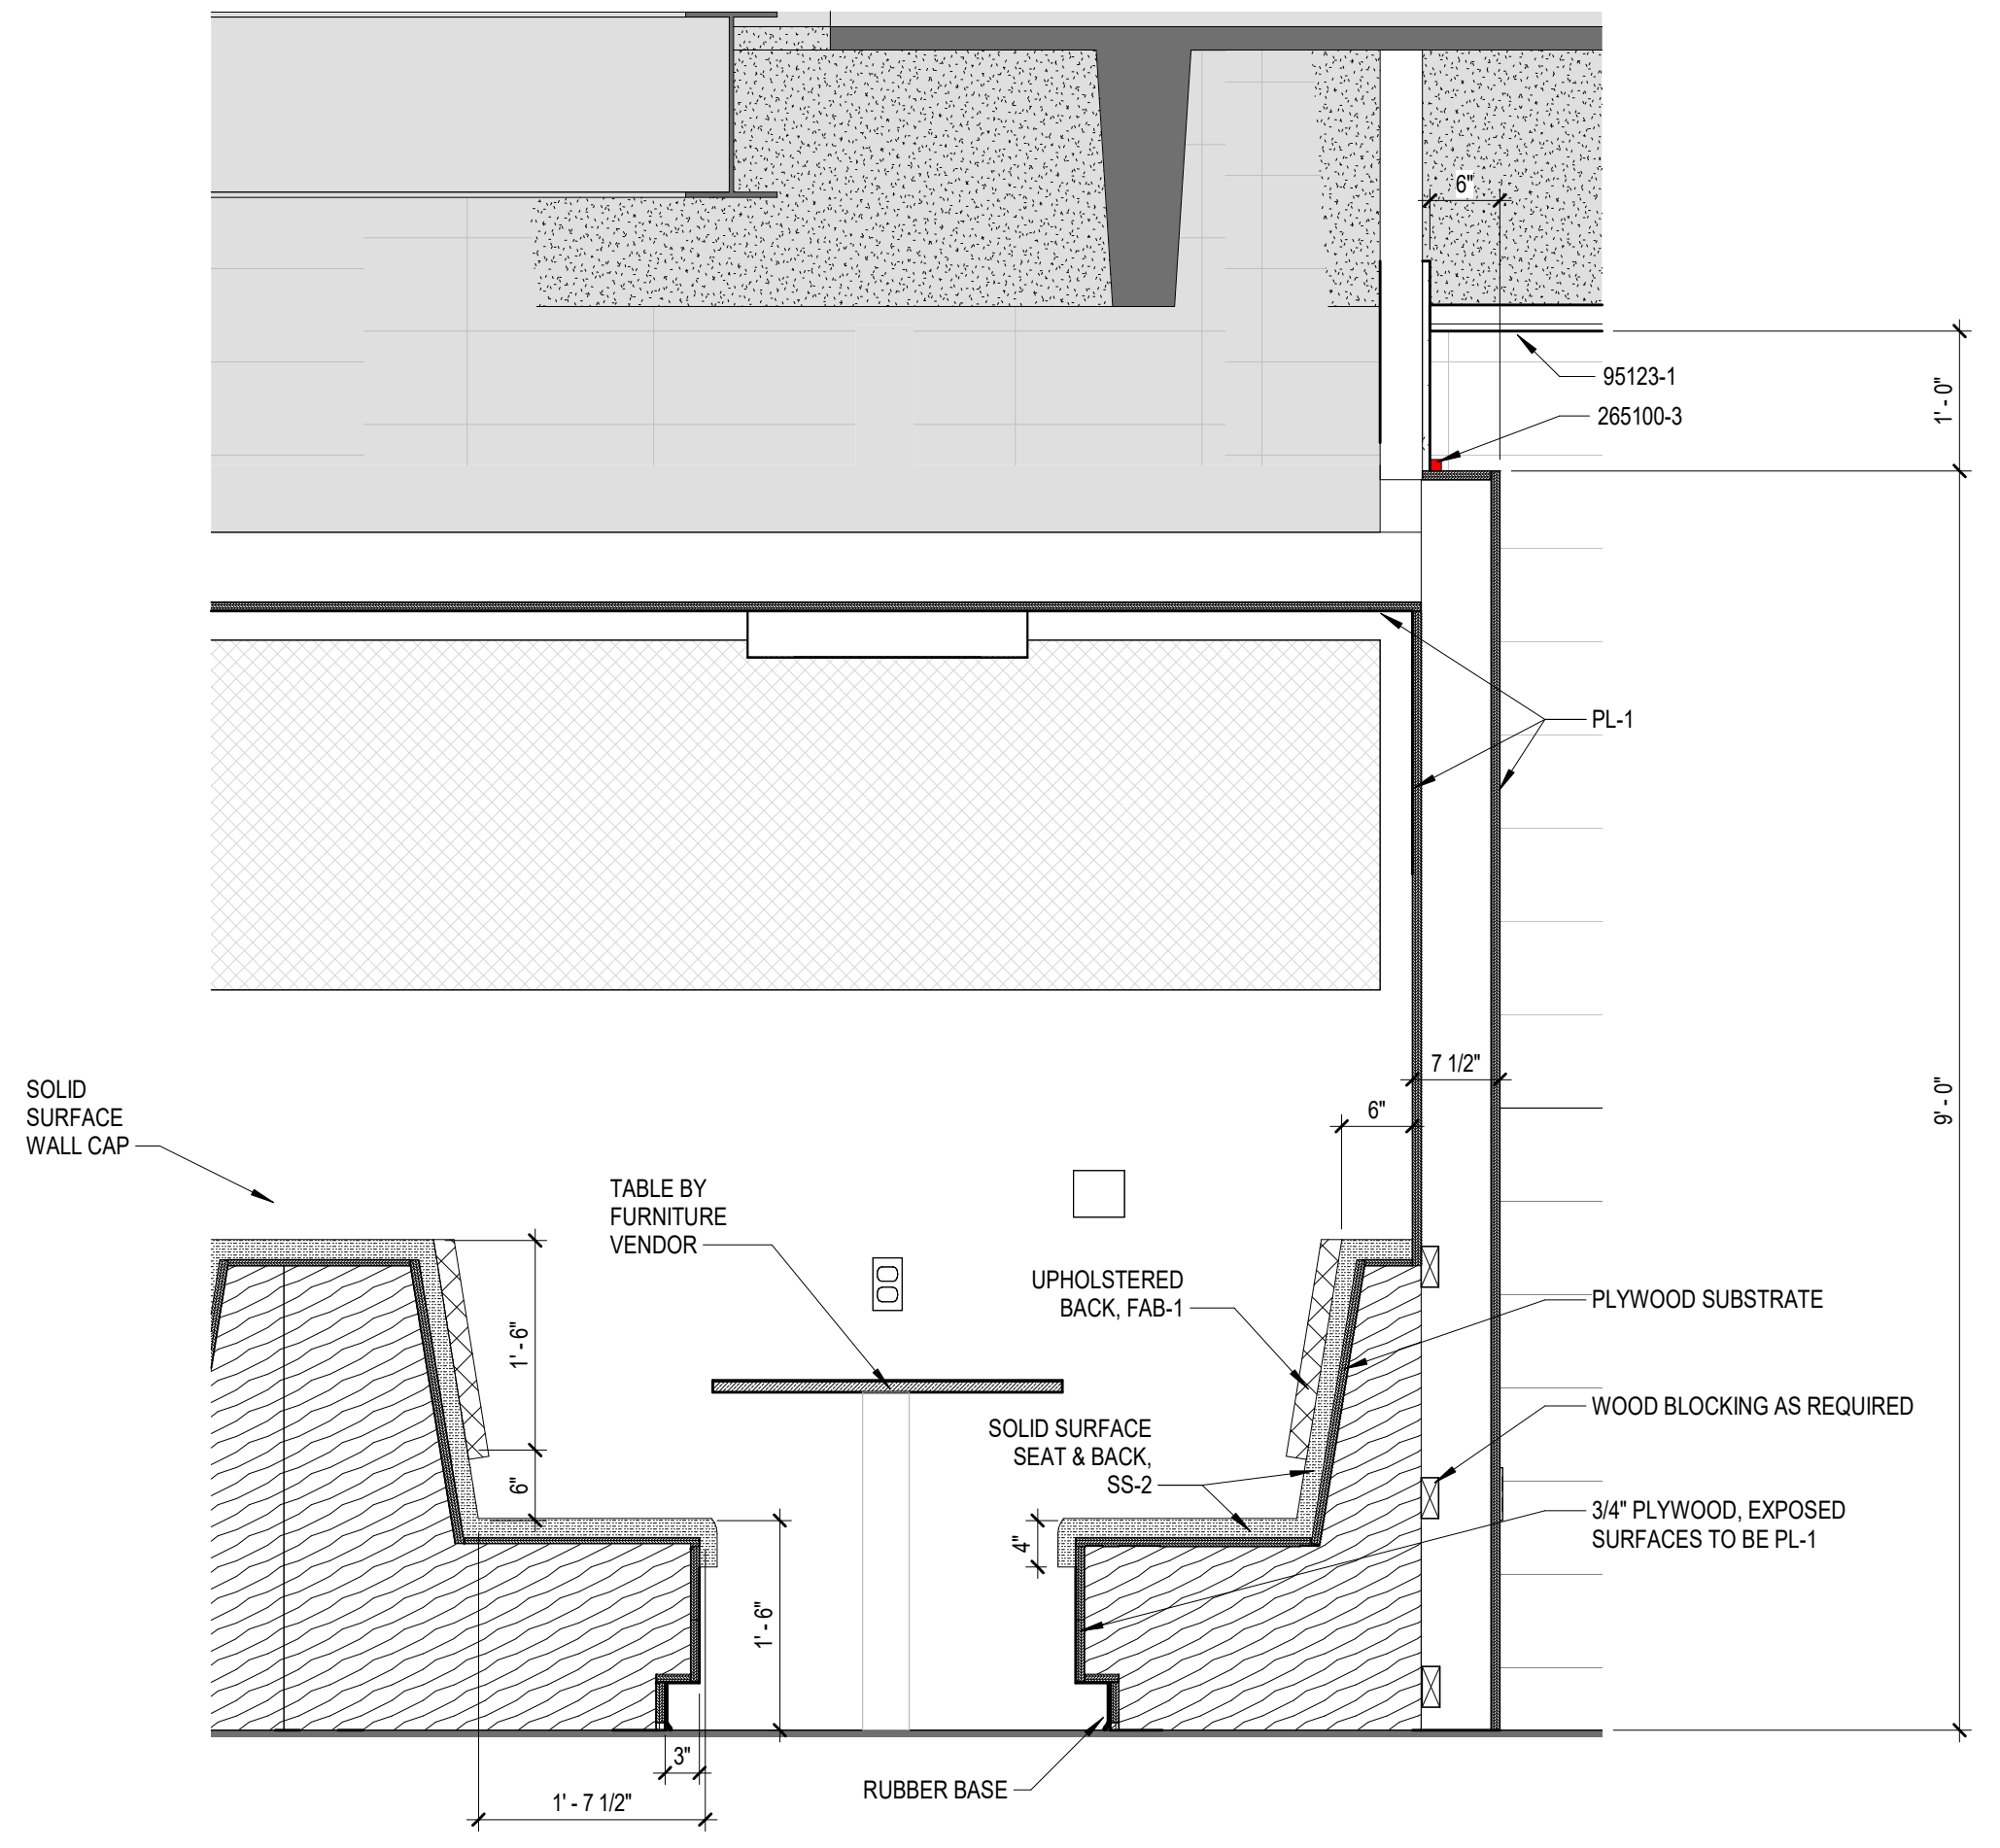 6"
95123-1
265100-3
1' - 0"
PL-1
7 1/2"
6"
9' - 0"
SOLID
SURFACE
WALL CAP
TABLE BY
FURNITURE
VENDOR
UPHOLSTERED
BACK, FAB-1
PLYWOOD SUBSTRATE
1' - 6"
WOOD BLOCKING AS REQUIRED
SOLID SURFACE
SEAT & BACK,
SS-2
6"
4"
3/4" PLYWOOD, EXPOSED
SURFACES TO BE PL-1
1' - 6"
3"
RUBBER BASE
1' - 7 1/2"